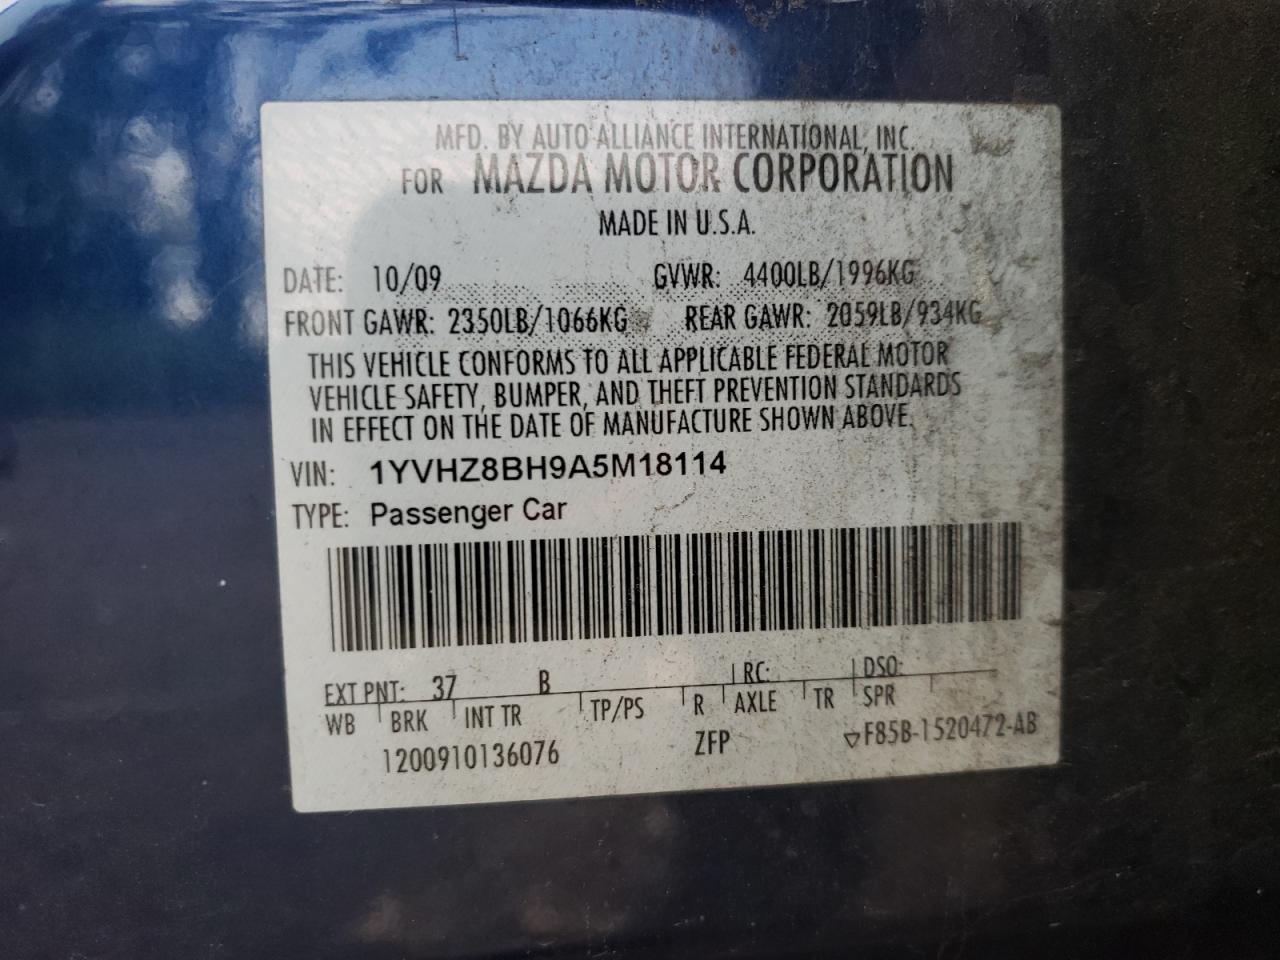 MFD. BY AUTO ALLIANCE INTERNATIONAL, INC.
FOR MAZDA MOTOR CORPORATION
MADE IN U.S.A.
DATE: 10/09 GVWR: 4400LB/1996KG
FRONT GAWR: 2350LB/1066KG REAR GAWR: 2059LB/934KG
THIS VEHICLE CONFORMS TO ALL APPLICABLE FEDERAL MOTOR
VEHICLE SAFETY, BUMPER, AND THEFT PREVENTION STANDARDS
IN EFFECT ON THE DATE OF MANUFACTURE SHOWN ABOVE.
VIN: 1YVHZ8BH9A5M18114
TYPE: Passenger Car
EXT PNT: 37 B RC: DSO:
WB BRK INT TR TP/PS R AXLE TR SPR
1200910136076 ZFP F85B-1520472-AB